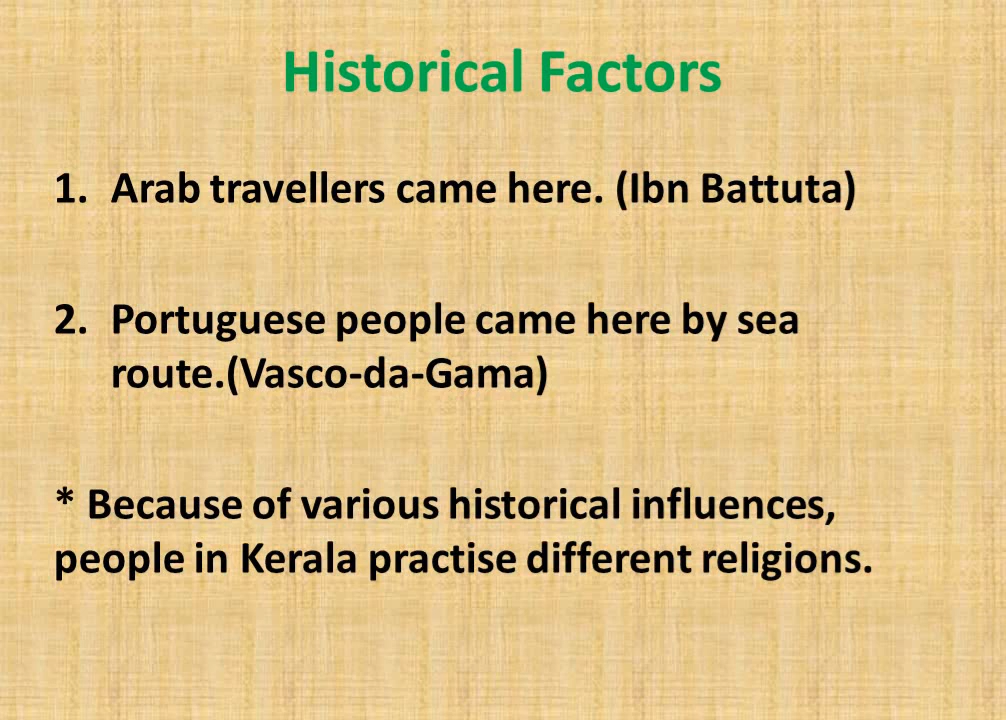 Historical Factors
1. Arab travellers came here. (Ibn Battuta)
2. Portuguese people came here by sea
route.(Vasco-da-Gama)
* Because of various historical influences,
people in Kerala practise different religions.